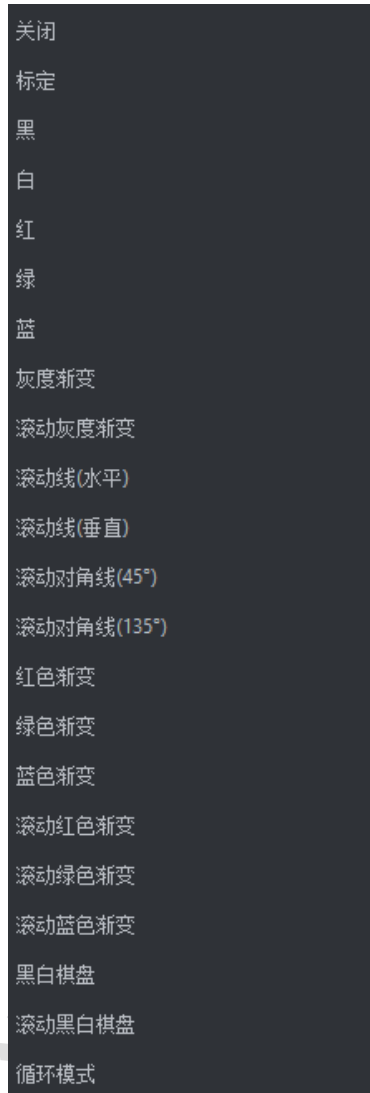 关闭
标定
黑
白
红
绿
蓝
灰度渐变
滚动灰度渐变
滚动线(水平)
滚动线(垂直)
滚动对角线(45°)
滚动对角线(135°)
红色渐变
绿色渐变
蓝色渐变
滚动红色渐变
滚动绿色渐变
滚动蓝色渐变
黑白棋盘
滚动黑白棋盘
循环模式